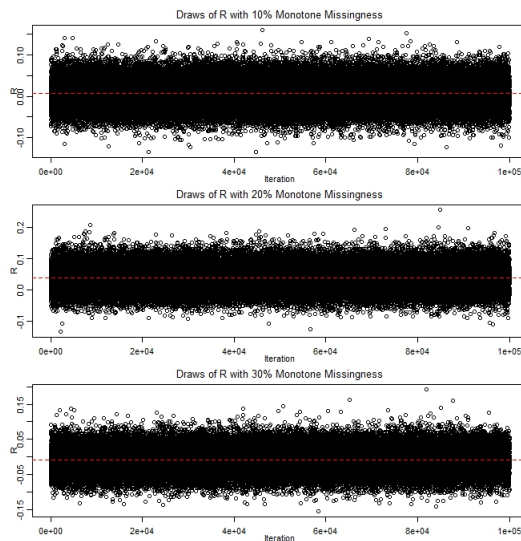 Draws of R with 10% Monotone Missingness
R
0.10
0.00
-0.10
0e+00 2e+04 4e+04 6e+04 8e+04 1e+05
Iteration
Draws of R with 20% Monotone Missingness
R
0.2
0.1
0.0
-0.1
0e+00 2e+04 4e+04 6e+04 8e+04 1e+05
Iteration
Draws of R with 30% Monotone Missingness
R
0.15
0.05
-0.05
-0.15
0e+00 2e+04 4e+04 6e+04 8e+04 1e+05
Iteration